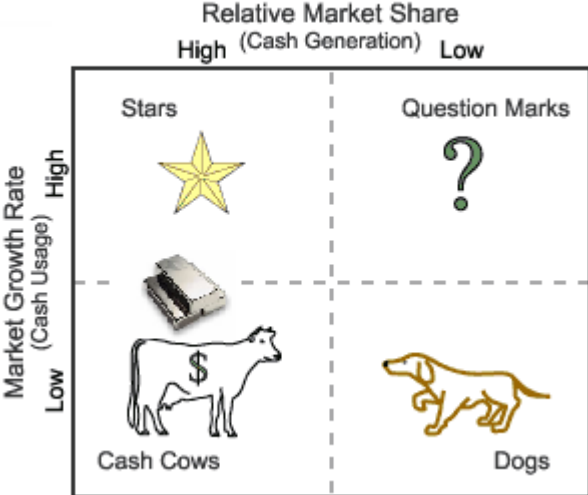 Relative Market Share
High (Cash Generation) Low
Stars
Question Marks
?
Market Growth Rate
(Cash Usage)
High
Low
$
Cash Cows
Dogs